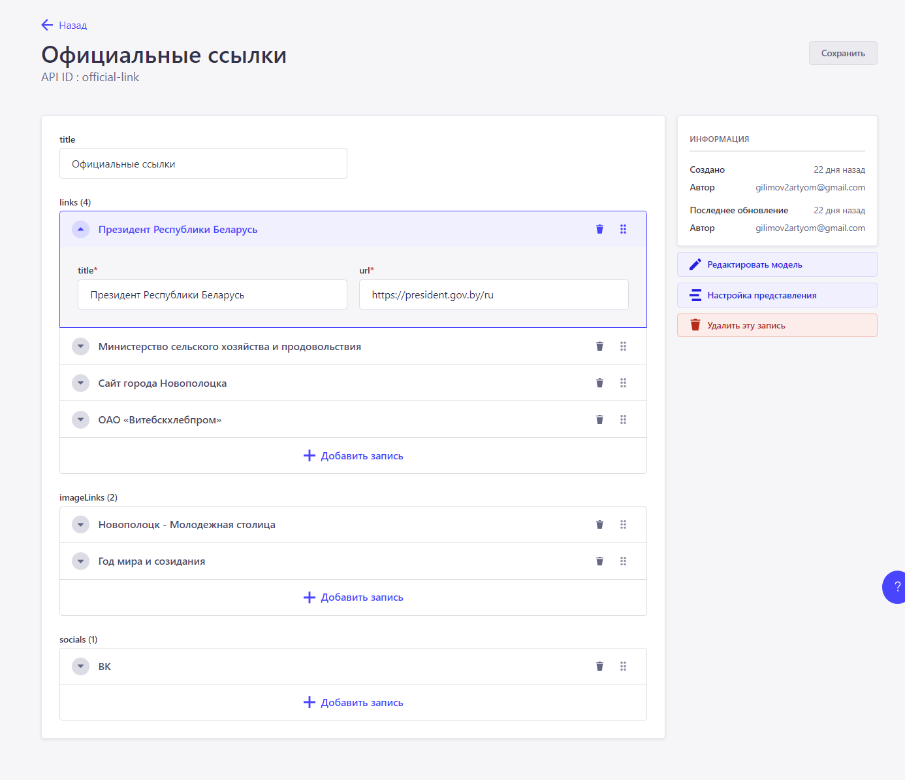 Назад
Официальные ссылки
API ID : official-link
Сохранить
title
Официальные ссылки
links (4)
Президент Республики Беларусь
title*
url*
Президент Республики Беларусь
https://president.gov.by/ru
Министерство сельского хозяйства и продовольствия
Сайт города Новополоцка
ОАО «Витебскхлебпром»
Добавить запись
imageLinks (2)
Новополоцк - Молодежная столица
Год мира и созидания
Добавить запись
socials (1)
ВК
Добавить запись
ИНФОРМАЦИЯ
Создано
22 дня назад
Автор
gilimov2artyom@gmail.com
Последнее обновление
22 дня назад
Автор
gilimov2artyom@gmail.com
Редактировать модель
Настройка представления
Удалить эту запись
?